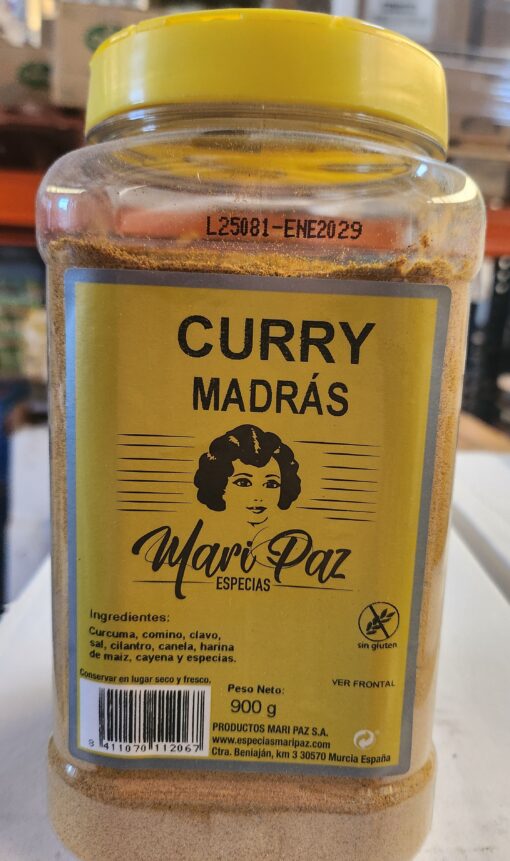 L25081-ENE2029
CURRY
MADRÁS
Mari Paz
ESPECIAS
Ingredientes:
Curcuma, comino, clavo,
sal, cilantro, canela, harina
de maiz, cayena y especias.
sin gluten
Conservar en lugar seco y fresco.
Peso Neto:
900 g
VER FRONTAL
PRODUCTOS MARI PAZ S.A.
www.especiasmaripaz.com
Ctra. Beniaján, km 3 30570 Murcia España
8 411070 112067